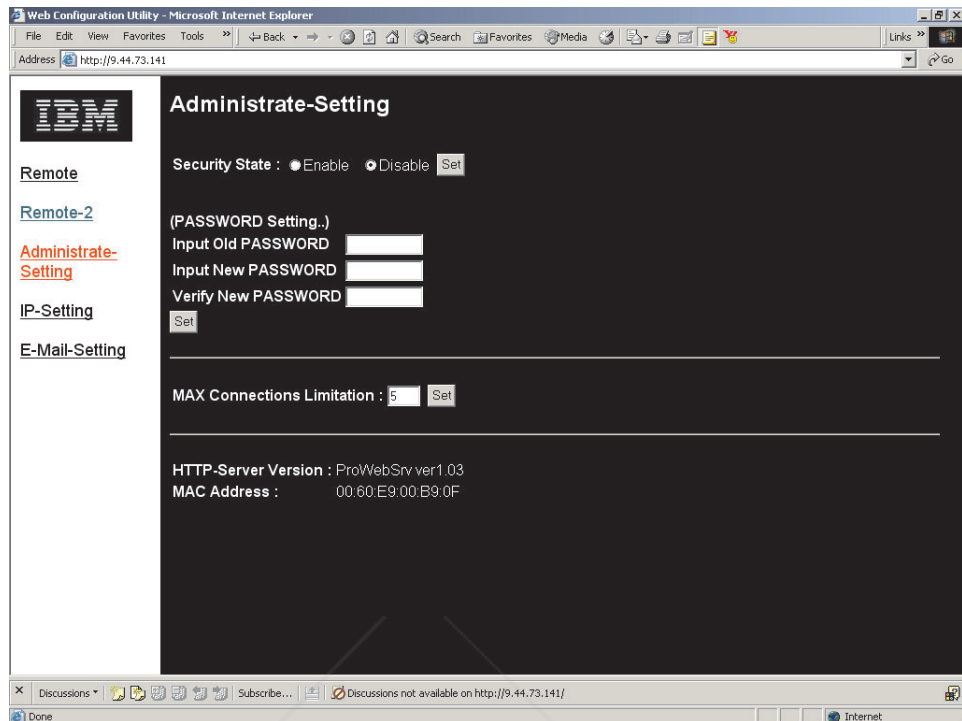 Web Configuration Utility - Microsoft Internet Explorer
File Edit View Favorites Tools » Back Search Favorites Media Links »
Address http://9.44.73.141 Go
IBM
Remote
Remote-2
Administrate-
Setting
IP-Setting
E-Mail-Setting
Administrate-Setting
Security State : Enable Disable Set
(PASSWORD Setting..)
Input Old PASSWORD
Input New PASSWORD
Verify New PASSWORD
Set
MAX Connections Limitation : 5 Set
HTTP-Server Version : ProWebSrv ver1.03
MAC Address : 00:60:E9:00:B9:0F
Discussions Subscribe... Discussions not available on http://9.44.73.141/
Done Internet